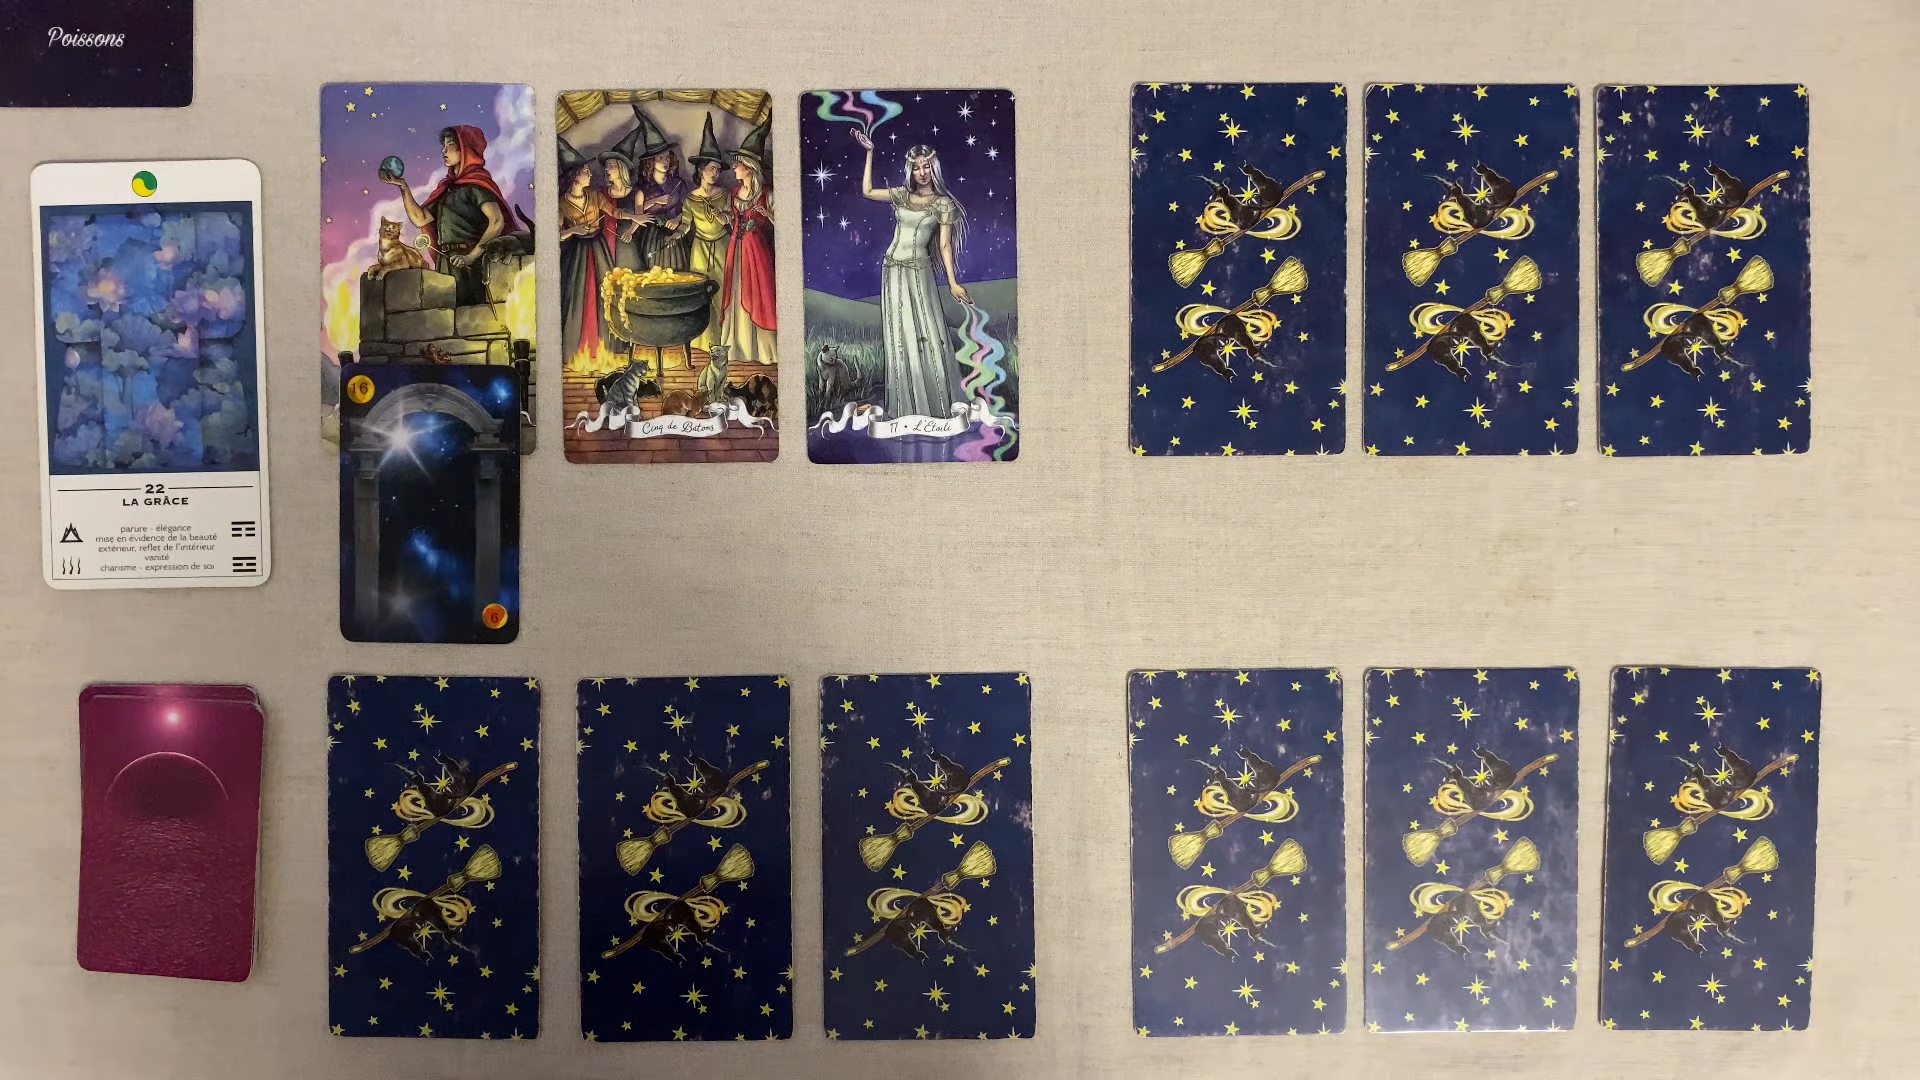 Poissons
22
LA GRÂCE
parure - élégance
mise en évidence de la beauté
extérieur, reflet de l'intérieur
vanité
charisme - expression de soi
16
6
Cinq de Bâtons
17 • L'Étoile